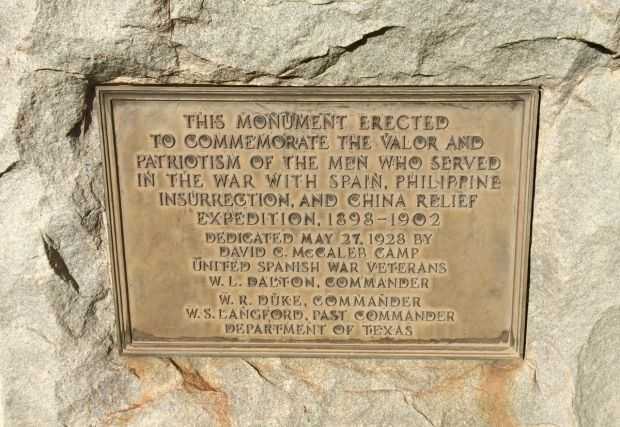 THIS MONUMENT ERECTED
TO COMMEMORATE THE VALOR AND
PATRIOTISM OF THE MEN WHO SERVED
IN THE WAR WITH SPAIN, PHILIPPINE
INSURRECTION, AND CHINA RELIEF
EXPEDITION, 1898-1902
DEDICATED MAY 27, 1928 BY
DAVID C. McCALEB CAMP
UNITED SPANISH WAR VETERANS
W. L. DALTON, COMMANDER
W. R. DUKE, COMMANDER
W. S. LANGFORD, PAST COMMANDER
DEPARTMENT OF TEXAS